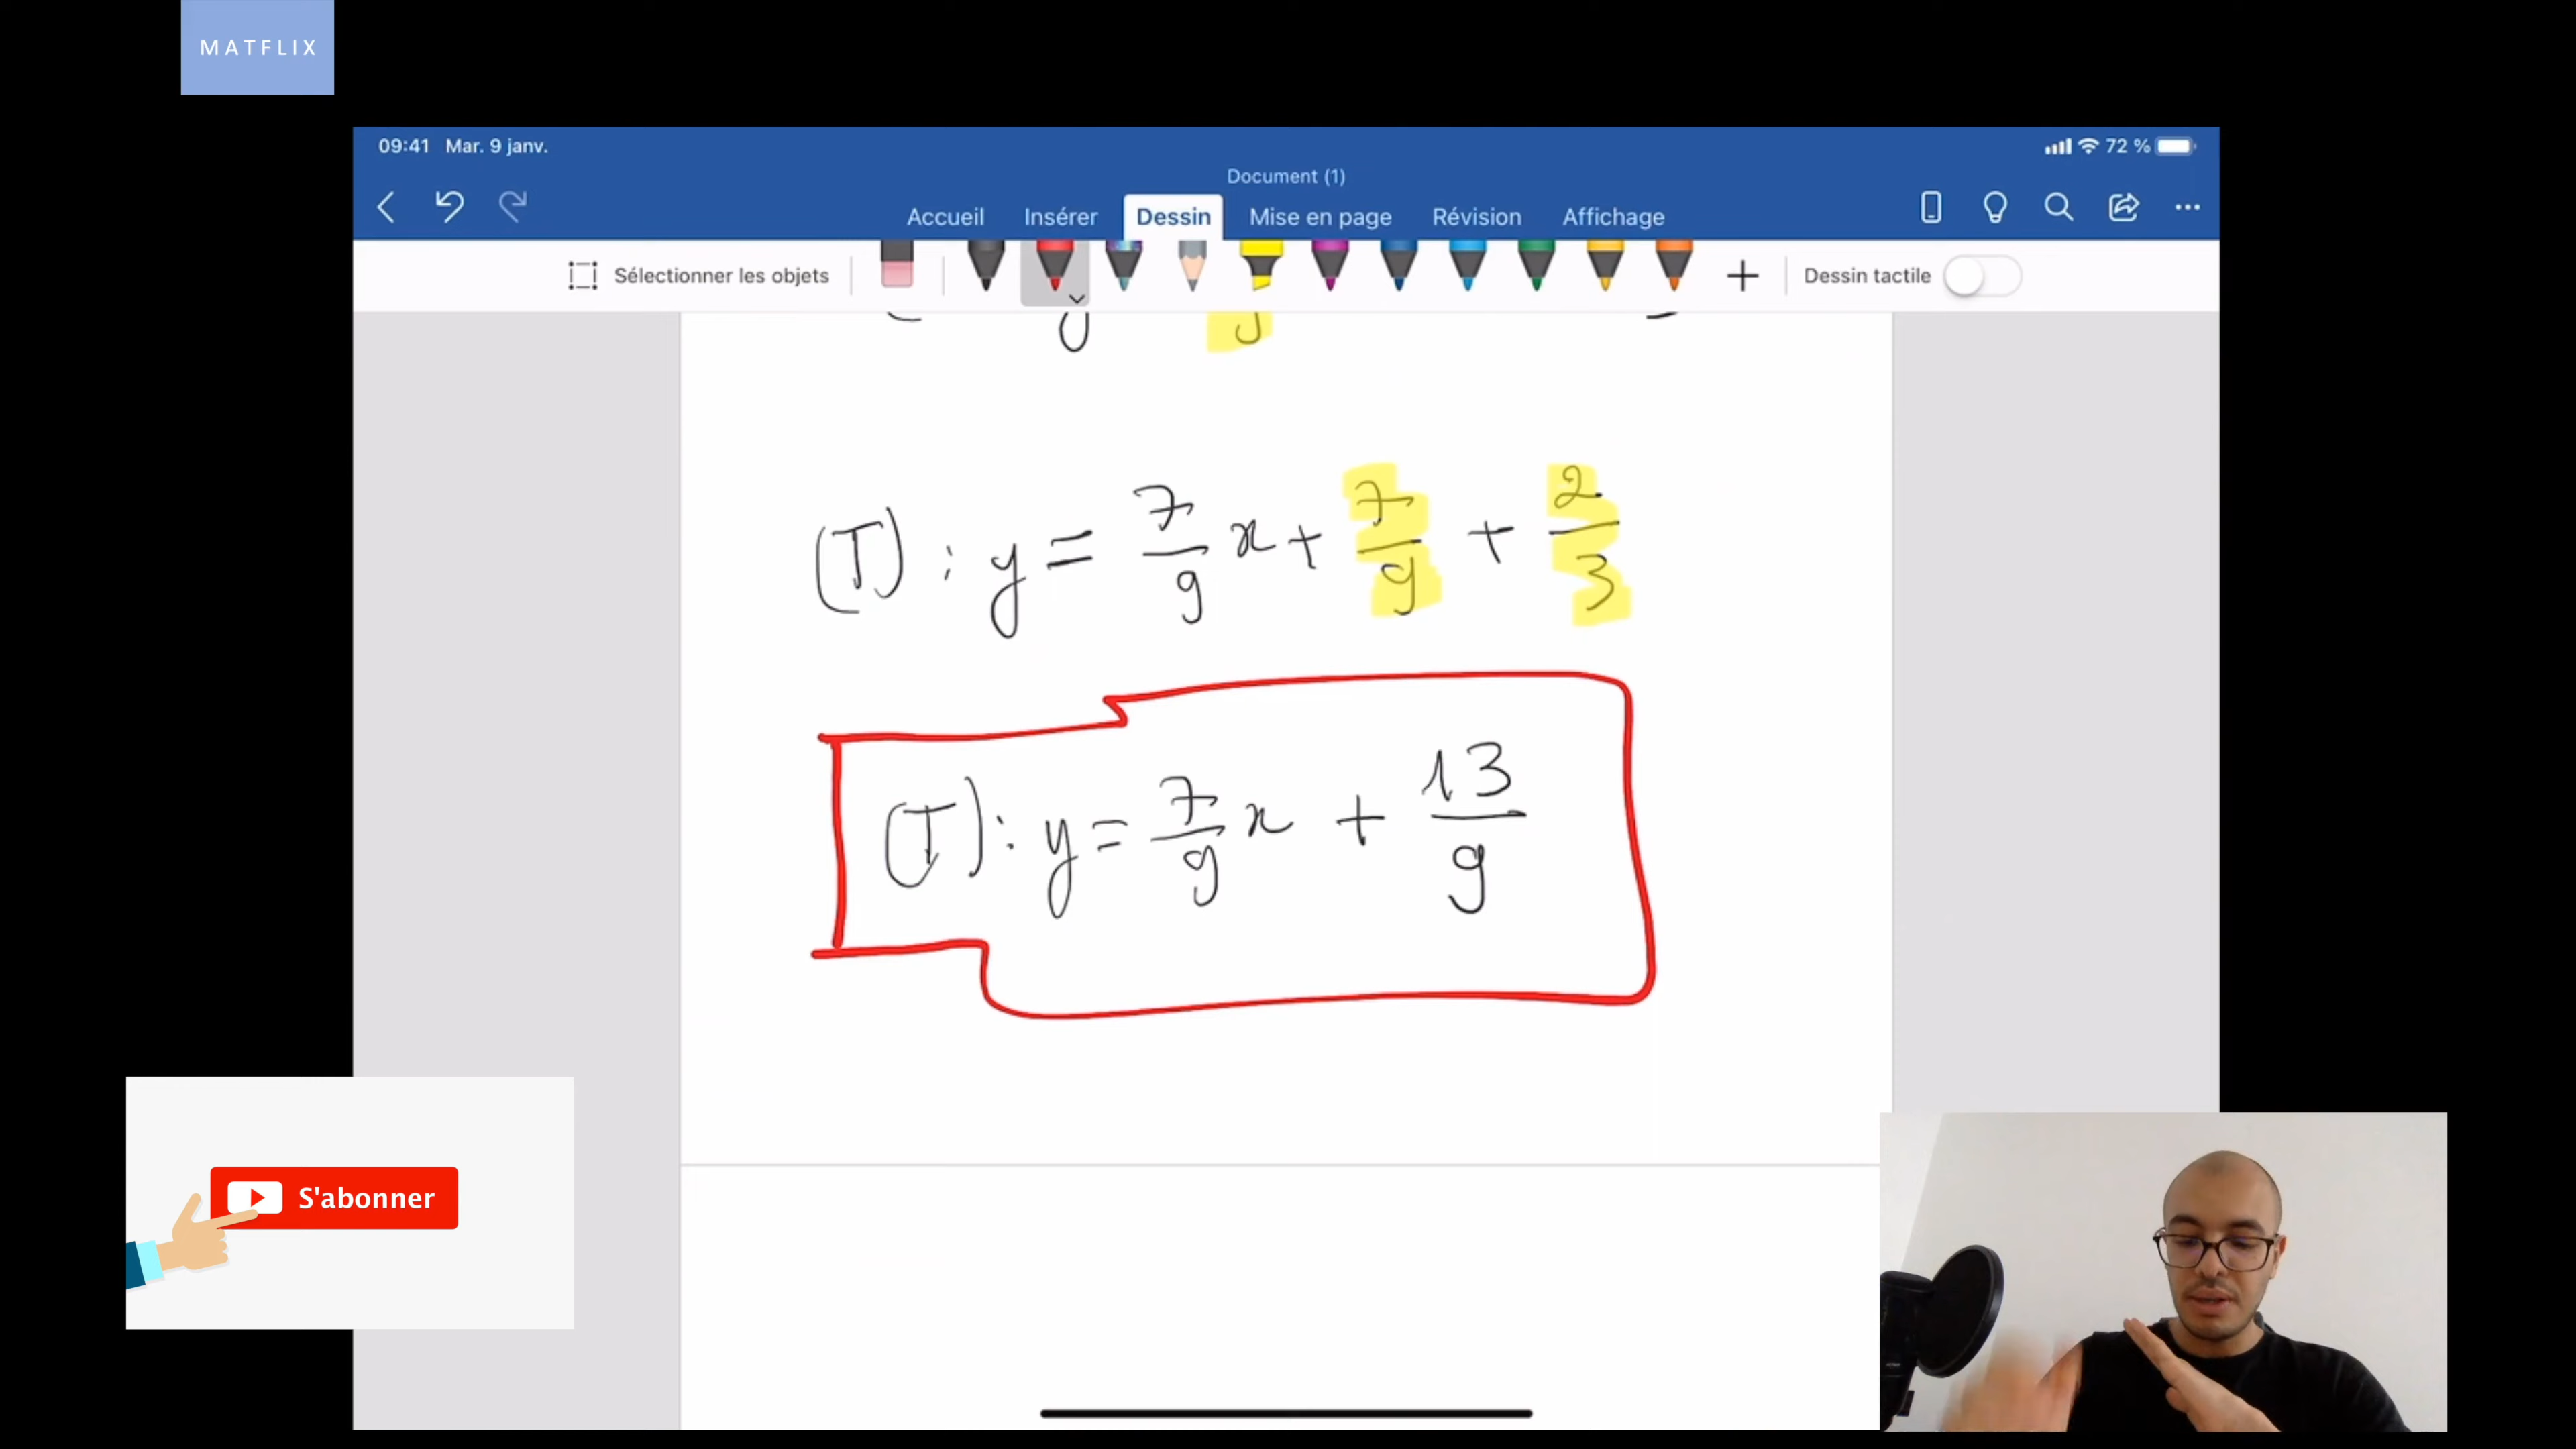 MATFLIX
09:41 Mar. 9 janv.
72 %
Document (1)
Accueil Insérer Dessin Mise en page Révision Affichage
Sélectionner les objets
Dessin tactile
(T) : y = 7/9 x + 7/9 + 2/3
(T) : y = 7/9 x + 13/9
S'abonner